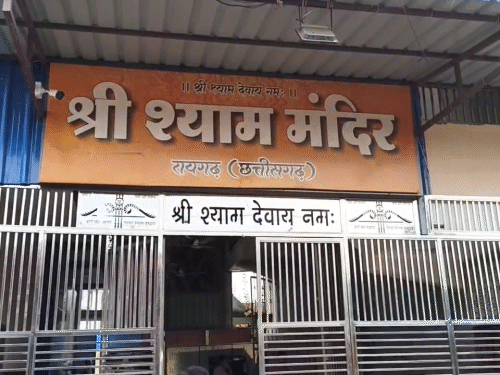 ।। श्री श्याम देवाय नमः ।।
श्री श्याम मंदिर
रायगढ़ (छत्तीसगढ़)
श्री श्याम देवाय नमः